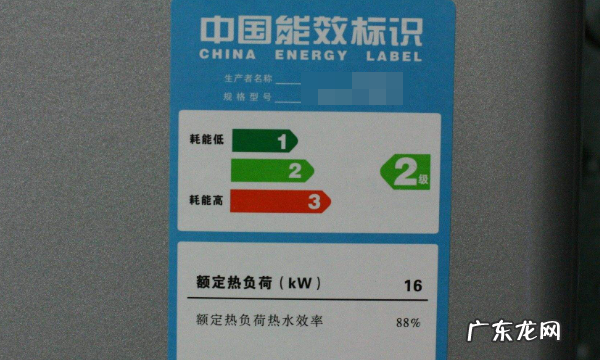 中国能效标识
CHINA ENERGY LABEL
生产者名称
规格型号
耗能低
1
2
2级
耗能高
3
额定热负荷（kW） 16
额定热负荷热水效率 88%
广东龙网